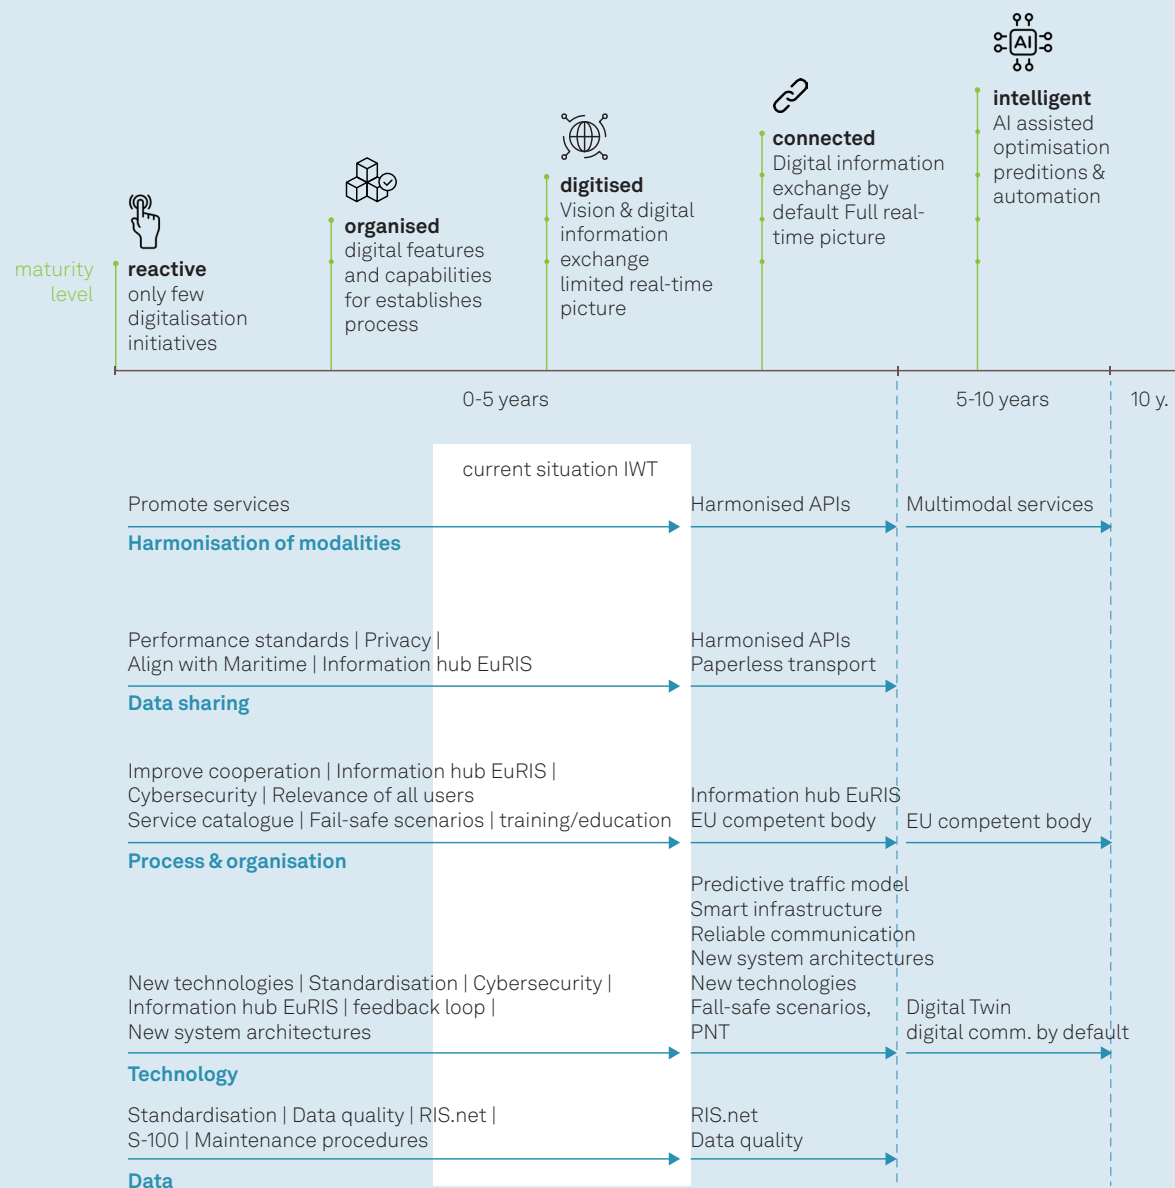 AI
intelligent
AI assisted
optimisation
preditions &
automation
connected
Digital information
exchange by
default Full real-
time picture
digitised
Vision & digital
information
exchange
limited real-time
picture
organised
digital features
and capabilities
for establishes
process
maturity
level
reactive
only few
digitalisation
initiatives
0-5 years
5-10 years
10 y.
current situation IWT
Promote services
Harmonised APIs
Multimodal services
Harmonisation of modalities
Performance standards | Privacy |
Align with Maritime | Information hub EuRIS
Harmonised APIs
Paperless transport
Data sharing
Improve cooperation | Information hub EuRIS |
Cybersecurity | Relevance of all users
Service catalogue | Fail-safe scenarios | training/education
Information hub EuRIS
EU competent body
EU competent body
Process & organisation
New technologies | Standardisation | Cybersecurity |
Information hub EuRIS | feedback loop |
New system architectures
Predictive traffic model
Smart infrastructure
Reliable communication
New system architectures
New technologies
Fall-safe scenarios,
PNT
Digital Twin
digital comm. by default
Technology
Standardisation | Data quality | RIS.net |
S-100 | Maintenance procedures
RIS.net
Data quality
Data